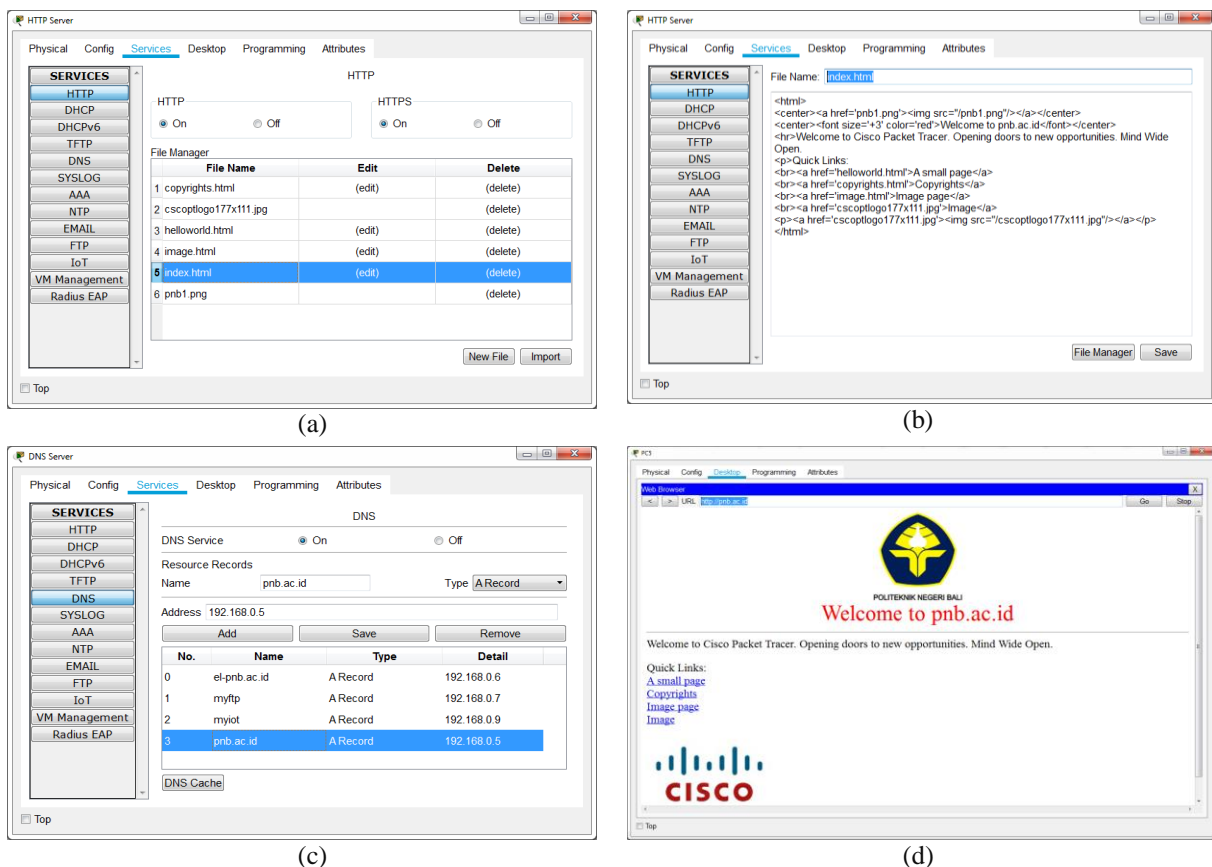 HTTP Server
Physical Config Services Desktop Programming Attributes
SERVICES
HTTP
DHCP
DHCPv6
TFTP
DNS
SYSLOG
AAA
NTP
EMAIL
FTP
IoT
VM Management
Radius EAP
HTTP
HTTP
On Off
HTTPS
On Off
File Manager
File Name Edit Delete
1 copyrights.html (edit) (delete)
2 cscoptlogo177x111.jpg (delete)
3 helloworld.html (edit) (delete)
4 image.html (edit) (delete)
5 index.html (edit) (delete)
6 pnb1.png (delete)
New File Import
Top
(a)
HTTP Server
Physical Config Services Desktop Programming Attributes
SERVICES
HTTP
DHCP
DHCPv6
TFTP
DNS
SYSLOG
AAA
NTP
EMAIL
FTP
IoT
VM Management
Radius EAP
File Name: index.html
<html>
<center><a href='pnb1.png'><img src="/pnb1.png"/></a></center>
<center><font size='+3' color='red'>Welcome to pnb.ac.id</font></center>
<hr>Welcome to Cisco Packet Tracer. Opening doors to new opportunities. Mind Wide
Open.
<p>Quick Links:
<br><a href='helloworld.html'>A small page</a>
<br><a href='copyrights.html'>Copyrights</a>
<br><a href='image.html'>Image page</a>
<br><a href='cscoptlogo177x111.jpg'>Image</a>
<p><a href='cscoptlogo177x111.jpg'><img src="/cscoptlogo177x111.jpg"/></a></p>
</html>
File Manager Save
Top
(b)
DNS Server
Physical Config Services Desktop Programming Attributes
SERVICES
HTTP
DHCP
DHCPv6
TFTP
DNS
SYSLOG
AAA
NTP
EMAIL
FTP
IoT
VM Management
Radius EAP
DNS
DNS Service On Off
Resource Records
Name pnb.ac.id Type A Record
Address 192.168.0.5
Add Save Remove
No. Name Type Detail
0 el-pnb.ac.id A Record 192.168.0.6
1 myftp A Record 192.168.0.7
2 myiot A Record 192.168.0.9
3 pnb.ac.id A Record 192.168.0.5
DNS Cache
Top
(c)
PC5
Physical Config Desktop Programming Attributes
Web Browser X
< > URL http://pnb.ac.id Go Stop
POLITEKNIK NEGERI BALI
Welcome to pnb.ac.id
Welcome to Cisco Packet Tracer. Opening doors to new opportunities. Mind Wide Open.
Quick Links:
A small page
Copyrights
Image page
Image
CISCO
Top
(d)